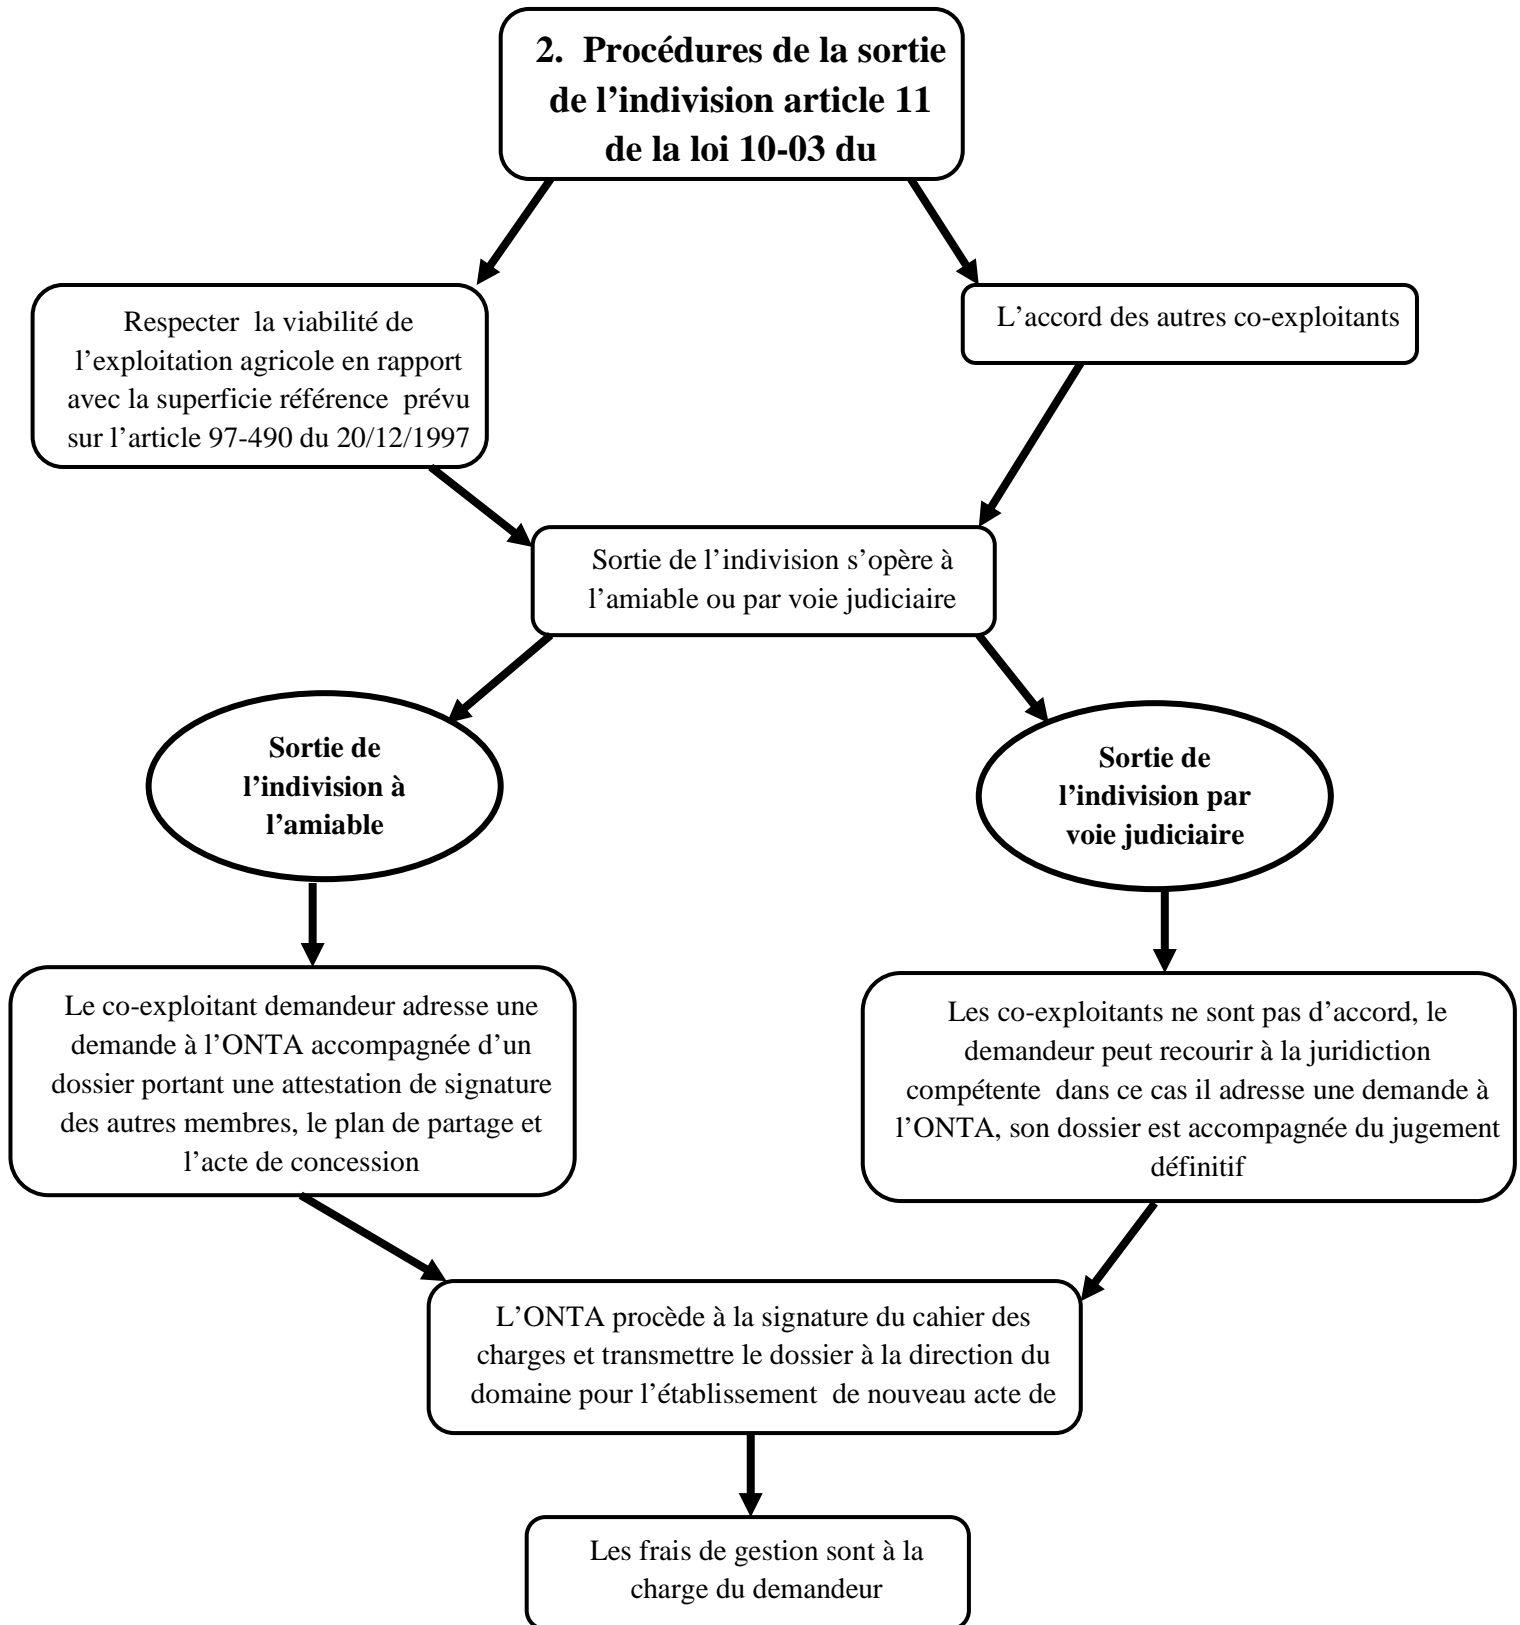 2. Procédures de la sortie
de l’indivision article 11
de la loi 10-03 du
Respecter la viabilité de
l’exploitation agricole en rapport
avec la superficie référence prévu
sur l’article 97-490 du 20/12/1997
L’accord des autres co-exploitants
Sortie de l’indivision s’opère à
l’amiable ou par voie judiciaire
Sortie de
l’indivision à
l’amiable
Sortie de
l’indivision par
voie judiciaire
Le co-exploitant demandeur adresse une
demande à l’ONTA accompagnée d’un
dossier portant une attestation de signature
des autres membres, le plan de partage et
l’acte de concession
Les co-exploitants ne sont pas d’accord, le
demandeur peut recourir à la juridiction
compétente dans ce cas il adresse une demande à
l’ONTA, son dossier est accompagnée du jugement
définitif
L’ONTA procède à la signature du cahier des
charges et transmettre le dossier à la direction du
domaine pour l’établissement de nouveau acte de
Les frais de gestion sont à la
charge du demandeur